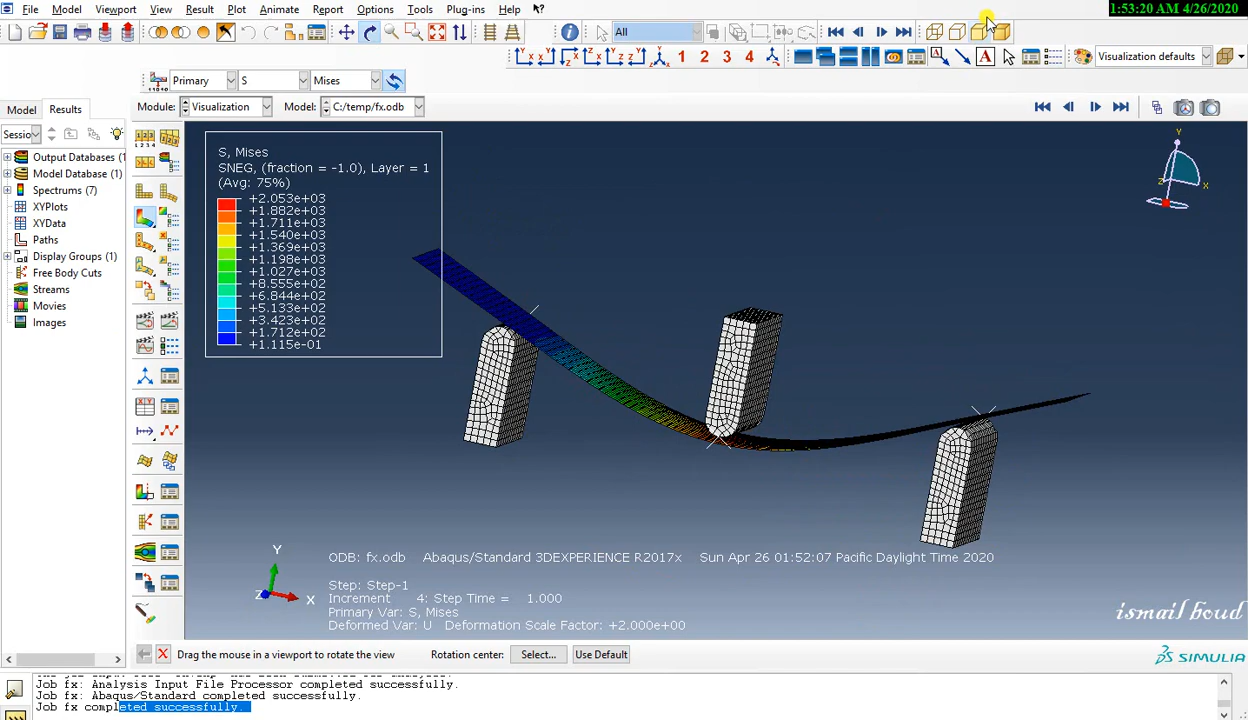 1:53:20 AM 4/26/2020
File Model Viewport View Result Plot Animate Report Options Tools Plug-ins Help
All
1 2 3 4
A A Visualization defaults
Primary S Mises
Model Results Module: Visualization Model: C:/temp/fx.odb
Sessio
Output Databases (1
Model Database (1)
Spectrums (7)
XYPlots
XYData
Paths
Display Groups (1)
Free Body Cuts
Streams
Movies
Images
S, Mises
SNEG, (fraction = -1.0), Layer = 1
(Avg: 75%)
+2.053e+03
+1.882e+03
+1.711e+03
+1.540e+03
+1.369e+03
+1.198e+03
+1.027e+03
+8.555e+02
+6.844e+02
+5.133e+02
+3.423e+02
+1.712e+02
+1.115e-01
Y
X
Z
Y
X
Z
ODB: fx.odb Abaqus/Standard 3DEXPERIENCE R2017x Sun Apr 26 01:52:07 Pacific Daylight Time 2020
Step: Step-1
Increment 4: Step Time = 1.000
Primary Var: S, Mises
Deformed Var: U Deformation Scale Factor: +2.000e+00
ismail boud
Drag the mouse in a viewport to rotate the view Rotation center: Select... Use Default
SIMULIA
Job fx: Analysis Input File Processor completed successfully.
Job fx: Abaqus/Standard completed successfully.
Job fx completed successfully.